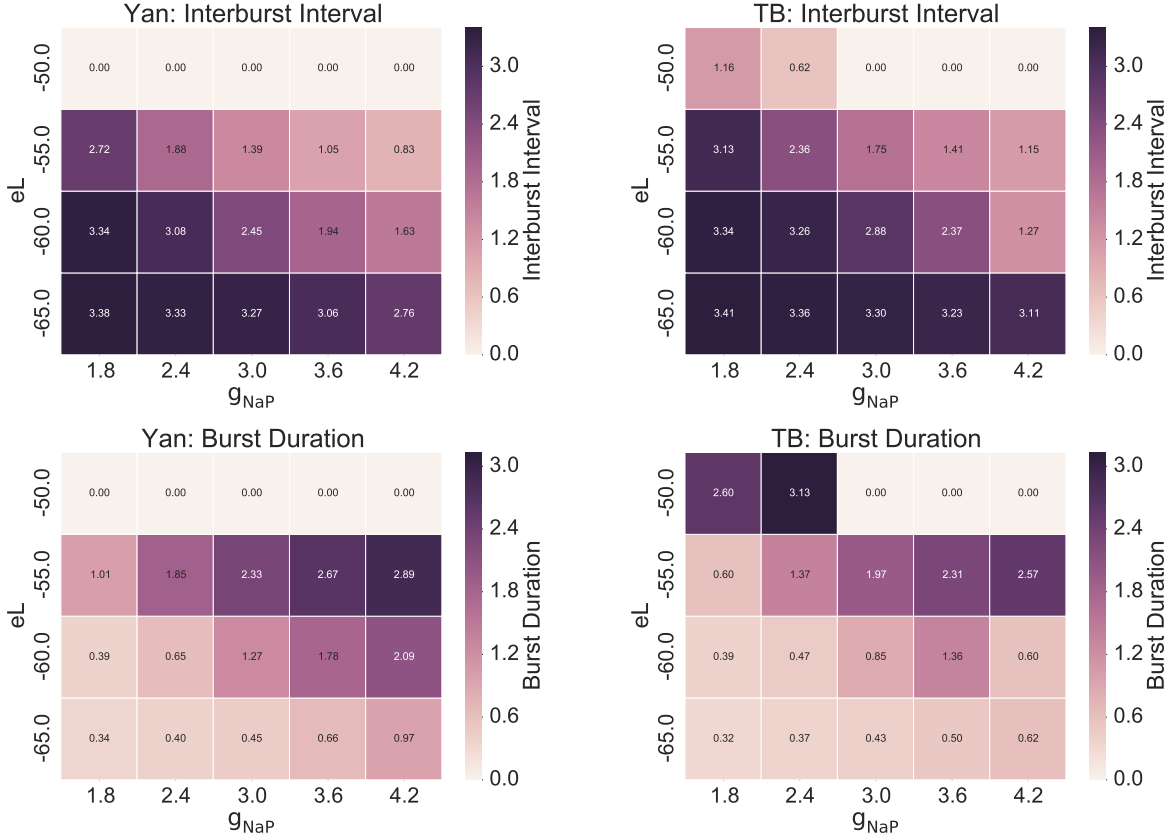 Yan: Interburst Interval
-50.0 0.00 0.00 0.00 0.00 0.00
-55.0 2.72 1.88 1.39 1.05 0.83
-60.0 3.34 3.08 2.45 1.94 1.63
-65.0 3.38 3.33 3.27 3.06 2.76
1.8 2.4 3.0 3.6 4.2
eL
gNaP
3.0
2.4
1.8
1.2
0.6
0.0
Interburst Interval
TB: Interburst Interval
-50.0 1.16 0.62 0.00 0.00 0.00
-55.0 3.13 2.36 1.75 1.41 1.15
-60.0 3.34 3.26 2.88 2.37 1.27
-65.0 3.41 3.36 3.30 3.23 3.11
1.8 2.4 3.0 3.6 4.2
eL
gNaP
3.0
2.4
1.8
1.2
0.6
0.0
Interburst Interval
Yan: Burst Duration
-50.0 0.00 0.00 0.00 0.00 0.00
-55.0 1.01 1.85 2.33 2.67 2.89
-60.0 0.39 0.65 1.27 1.78 2.09
-65.0 0.34 0.40 0.45 0.66 0.97
1.8 2.4 3.0 3.6 4.2
eL
gNaP
3.0
2.4
1.8
1.2
0.6
0.0
Burst Duration
TB: Burst Duration
-50.0 2.60 3.13 0.00 0.00 0.00
-55.0 0.60 1.37 1.97 2.31 2.57
-60.0 0.39 0.47 0.85 1.36 0.60
-65.0 0.32 0.37 0.43 0.50 0.62
1.8 2.4 3.0 3.6 4.2
eL
gNaP
3.0
2.4
1.8
1.2
0.6
0.0
Burst Duration